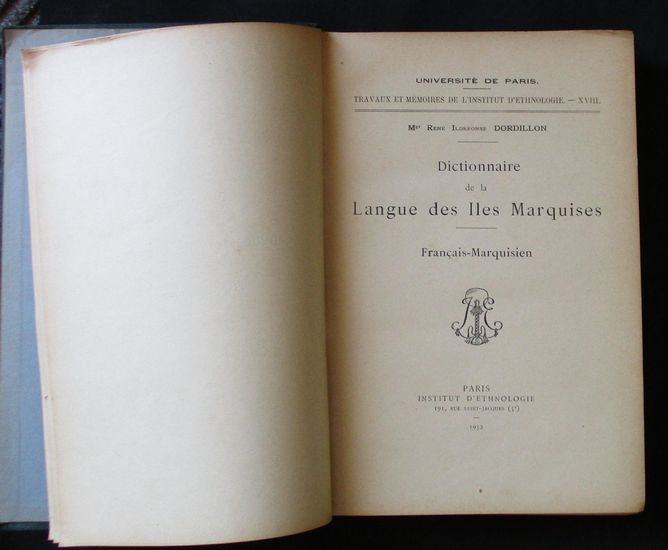 UNIVERSITÉ DE PARIS.
TRAVAUX ET MÉMOIRES DE L'INSTITUT D'ETHNOLOGIE. — XVIII.
Mgr René Ildefonse DORDILLON
Dictionnaire
de la
Langue des Iles Marquises
Français-Marquisien
PARIS
INSTITUT D'ETHNOLOGIE
191, RUE SAINT-JACQUES (5e)
1932